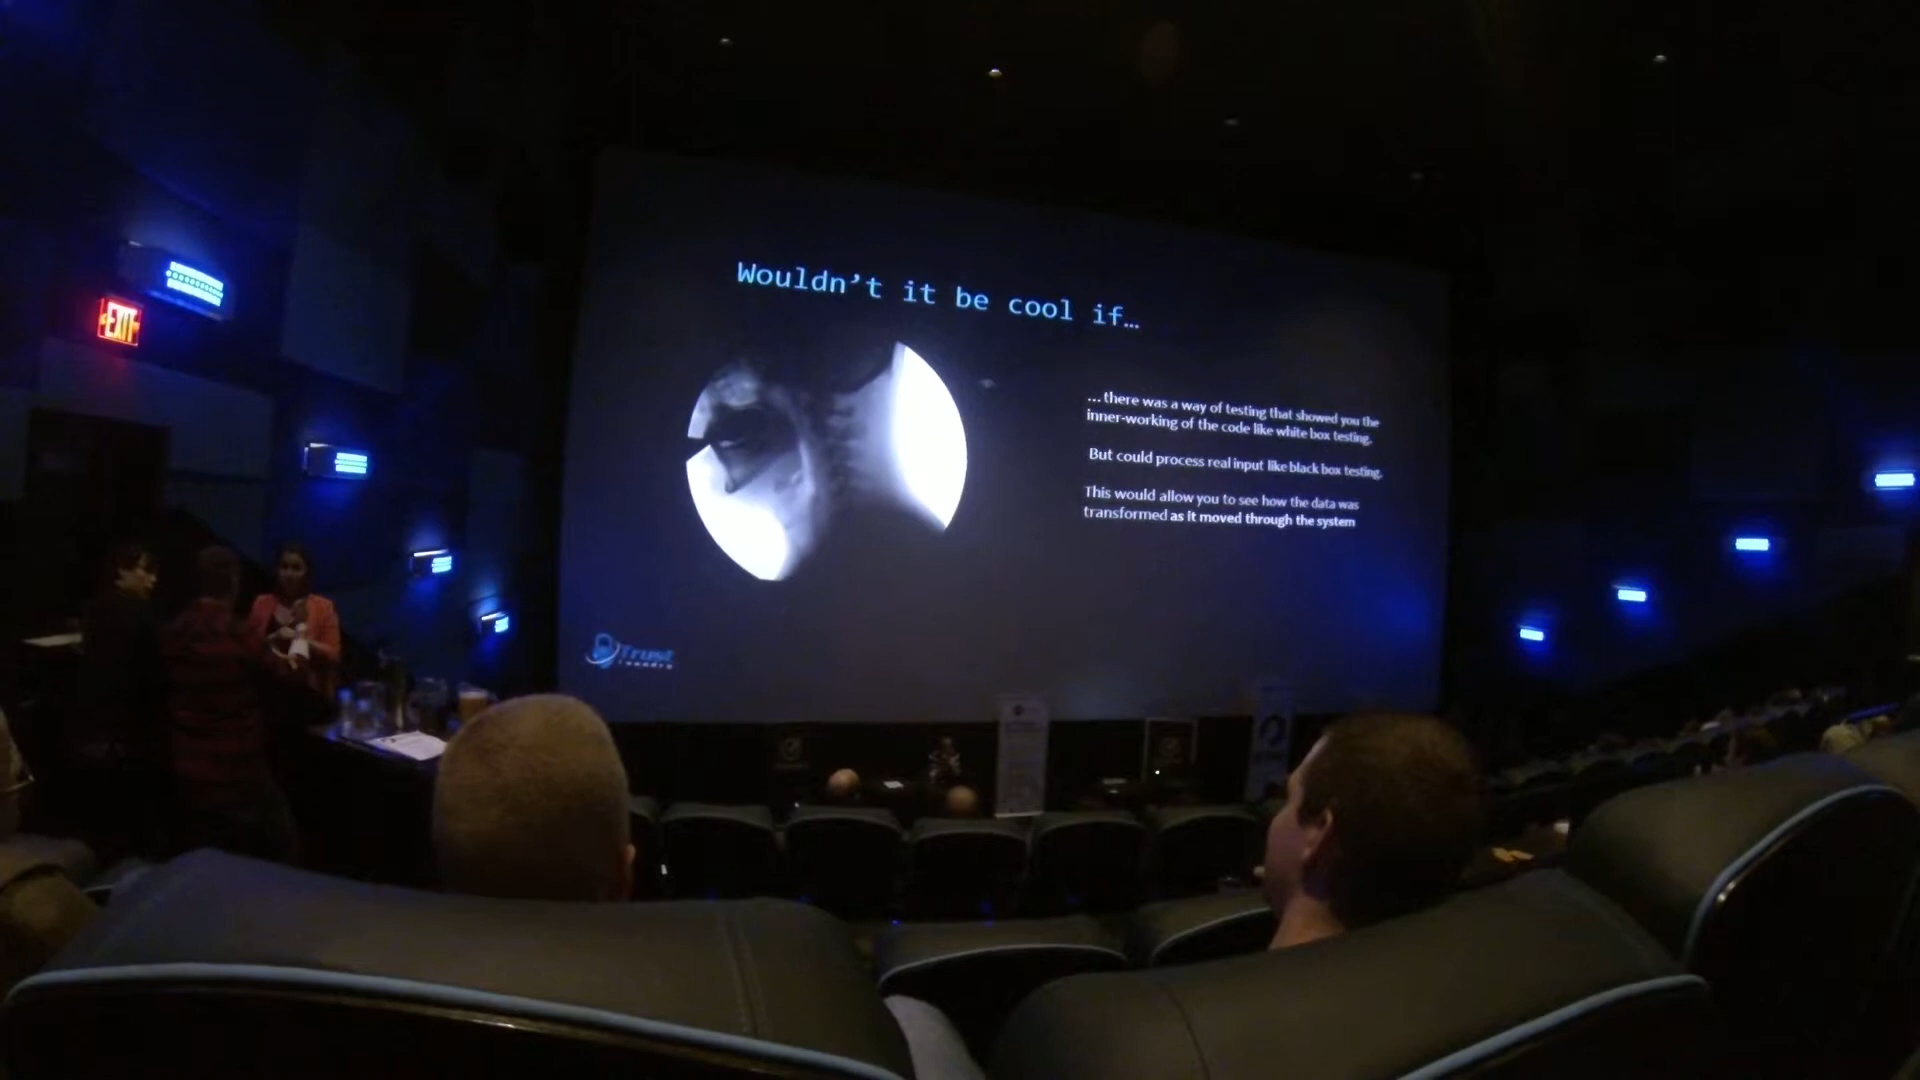 Wouldn't it be cool if…
EXIT
... there was a way of testing that showed you the
inner-working of the code like white box testing.
But could process real input like black box testing.
This would allow you to see how the data was
transformed as it moved through the system
Trust